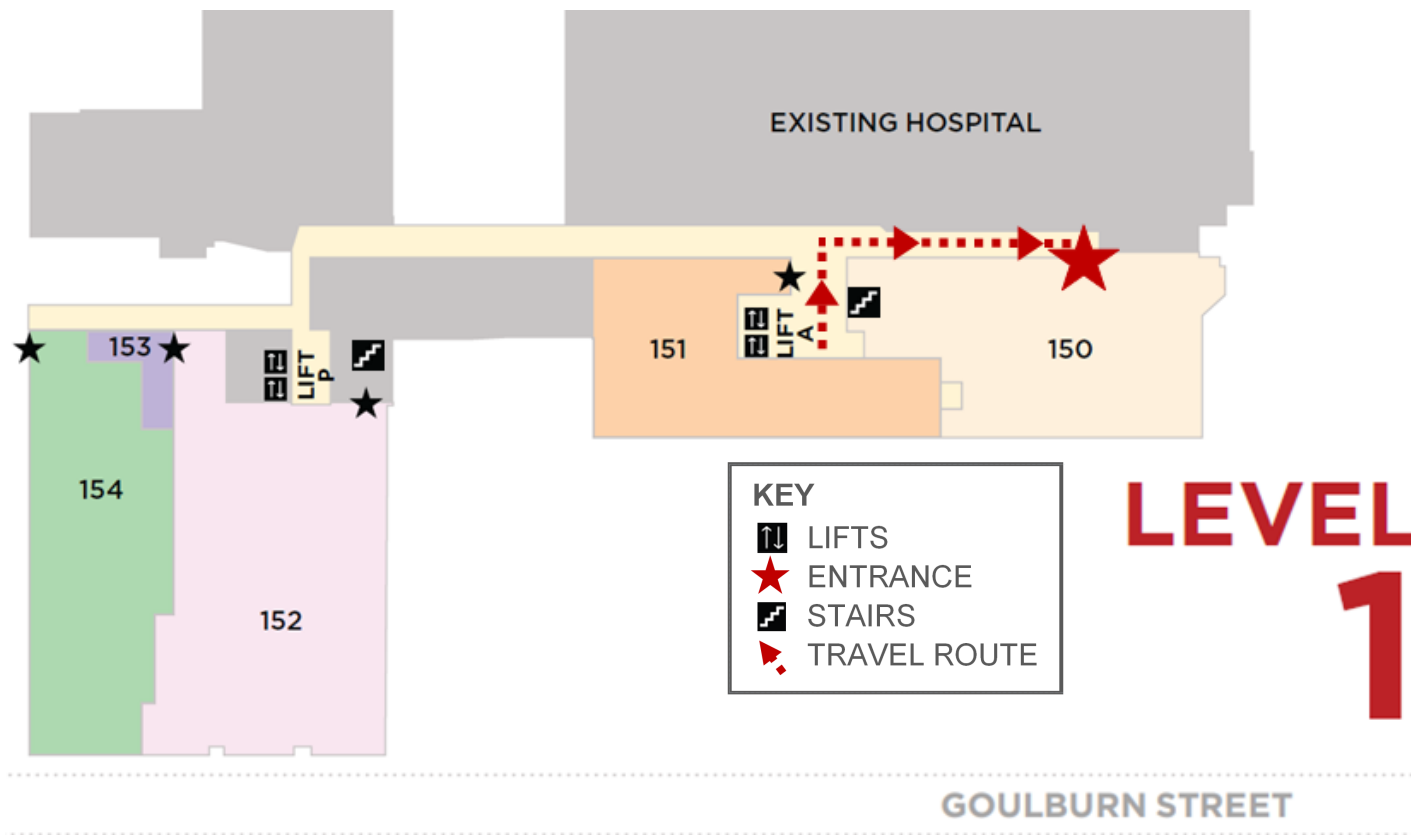 EXISTING HOSPITAL
153
LIFT
P
LIFT
A
151
150
154
152
KEY
LIFTS
ENTRANCE
STAIRS
TRAVEL ROUTE
LEVEL
1
GOULBURN STREET